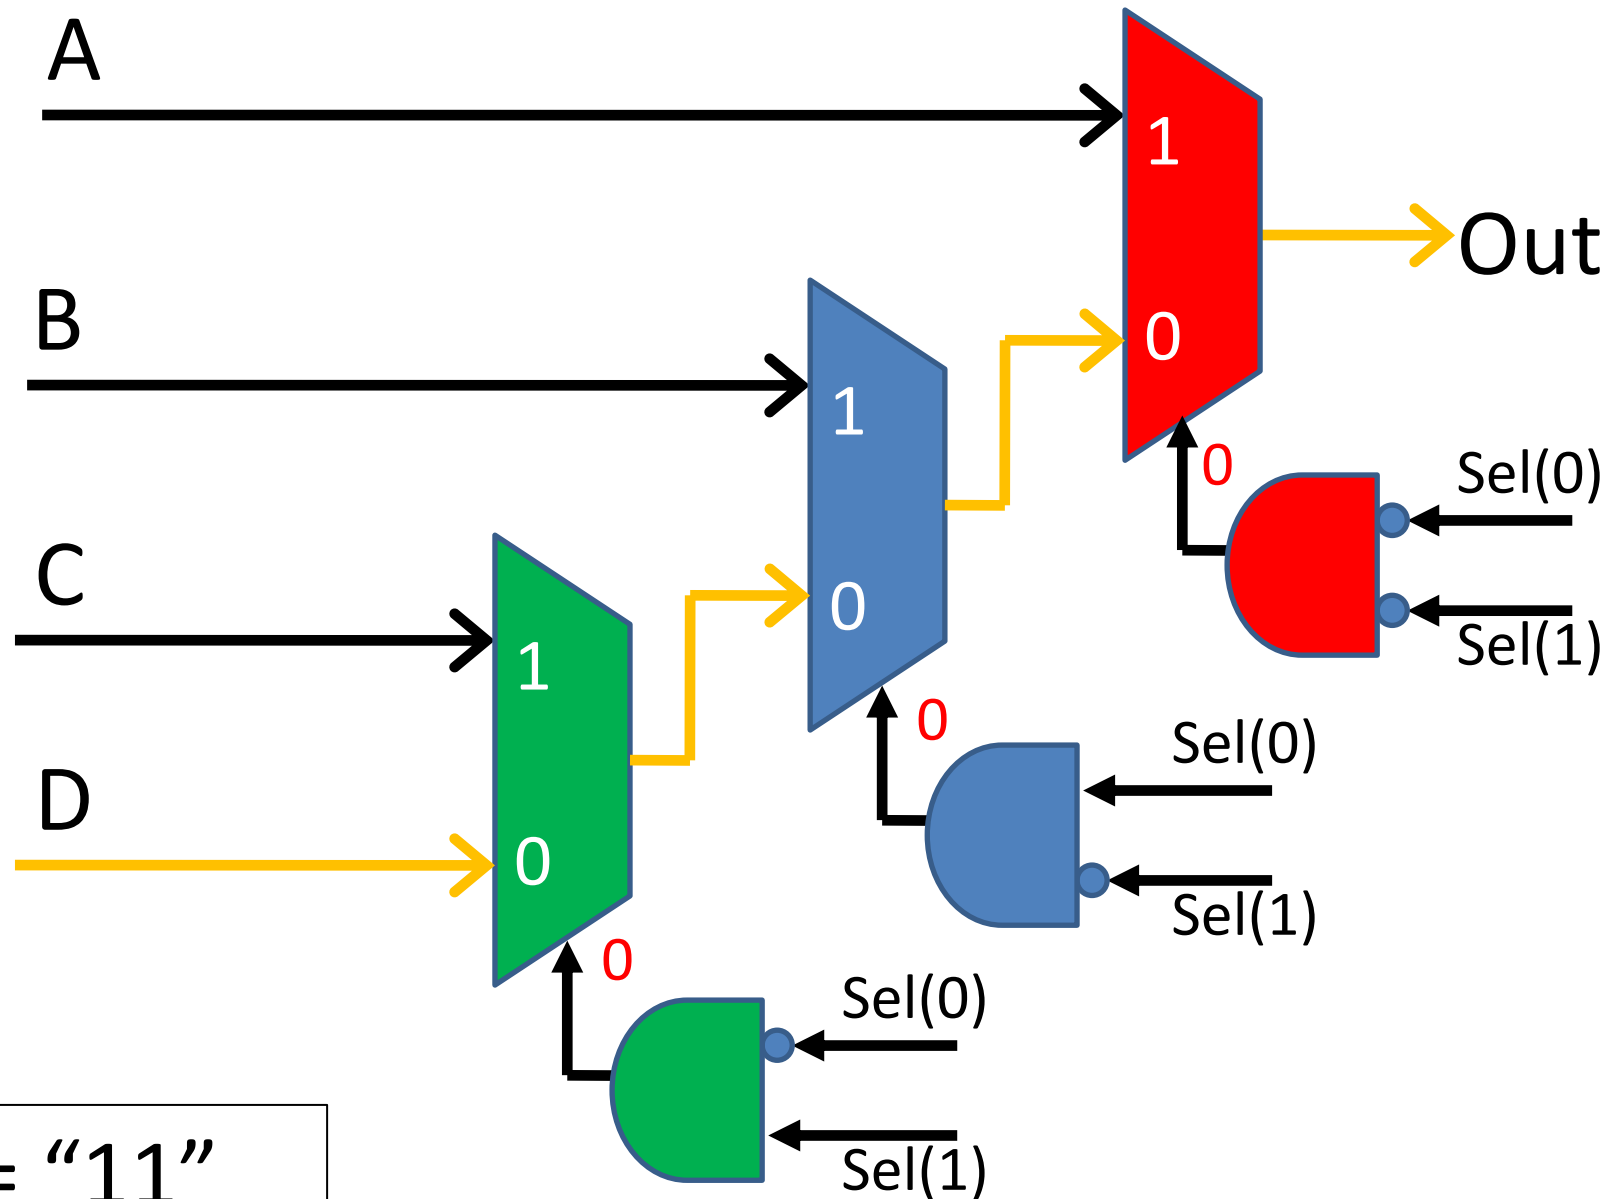 A
1
Out
0
B
1
0
Sel(0)
Sel(1)
C
1
0
0
Sel(0)
Sel(1)
D
0
0
Sel(0)
Sel(1)
= “11”